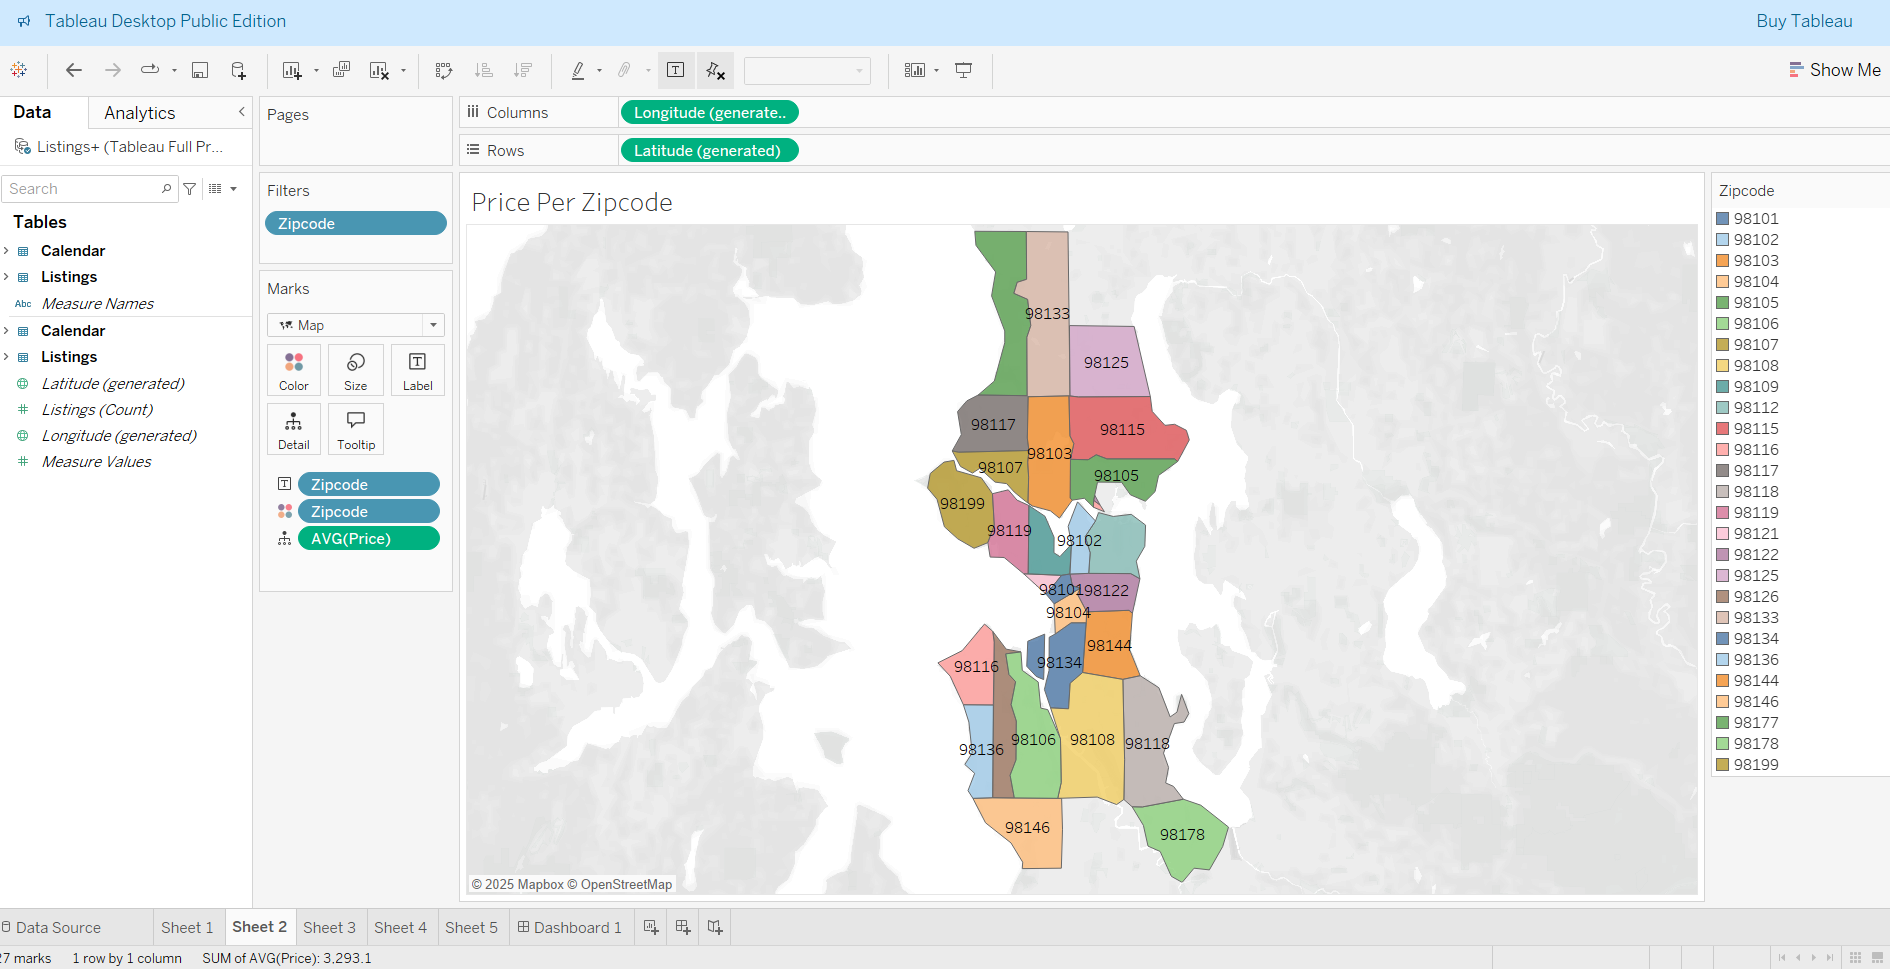 Tableau Desktop Public Edition
Buy Tableau
Show Me
Data
Analytics
Listings+ (Tableau Full Pr...
Search
Tables
Calendar
Listings
Abc Measure Names
Calendar
Listings
Latitude (generated)
Listings (Count)
Longitude (generated)
Measure Values
Pages
Filters
Zipcode
Marks
Map
Color
Size
Label
Detail
Tooltip
Zipcode
Zipcode
AVG(Price)
Columns
Longitude (generate..
Rows
Latitude (generated)
Price Per Zipcode
98133
98125
98117
98115
98103
98107
98105
98199
98119
98102
98101
98122
98104
98144
98134
98116
98106
98108
98118
98136
98146
98178
© 2025 Mapbox © OpenStreetMap
Zipcode
98101
98102
98103
98104
98105
98106
98107
98108
98109
98112
98115
98116
98117
98118
98119
98121
98122
98125
98126
98133
98134
98136
98144
98146
98177
98178
98199
Data Source
Sheet 1
Sheet 2
Sheet 3
Sheet 4
Sheet 5
Dashboard 1
27 marks
1 row by 1 column
SUM of AVG(Price): 3,293.1